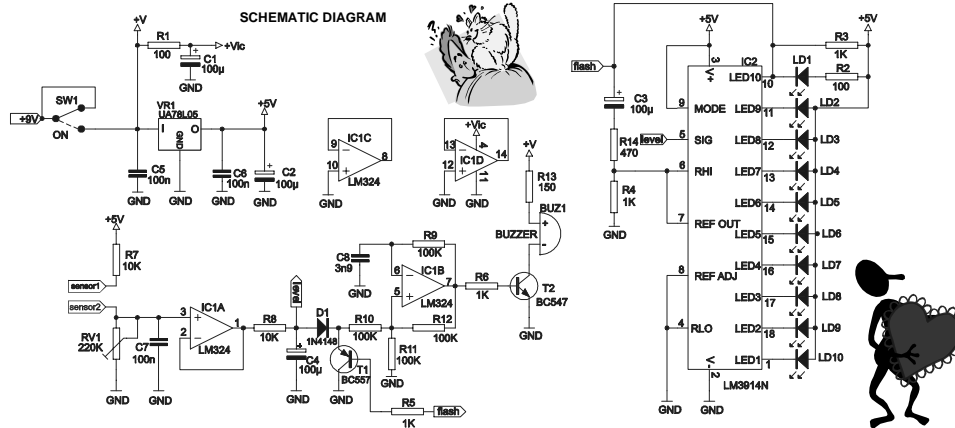 SCHEMATIC DIAGRAM
+V
R1
100
+Vic
C1
100µ
GND
SW1
+9V
ON
VR1
UA78L05
I
O
GND
+5V
C5
100n
GND
GND
C6
100n
GND
C2
100µ
GND
IC1C
9
10
8
LM324
GND
+Vic
13
12
4
11
14
IC1D
GND
GND
+V
R13
150
BUZ1
BUZZER
+5V
R7
10K
sensor1
sensor2
RV1
220K
GND
C7
100n
GND
IC1A
3
2
1
LM324
R8
10K
level
C4
100µ
GND
D1
1N4148
T1
BC557
GND
R5
1K
flash
R10
100K
R11
100K
GND
C8
3n9
GND
R9
100K
IC1B
6
5
7
LM324
R12
100K
R6
1K
T2
BC547
GND
flash
C3
100µ
R14
470
R4
1K
GND
level
+5V
IC2
3
V+
9
MODE
5
SIG
6
RHI
7
REF OUT
8
REF ADJ
4
RLO
V-
2
LM3914N
GND
GND
LED10
10
LED9
11
LED8
12
LED7
13
LED6
14
LED5
15
LED4
16
LED3
17
LED2
18
LED1
1
+5V
R3
1K
R2
100
LD1
LD2
LD3
LD4
LD5
LD6
LD7
LD8
LD9
LD10